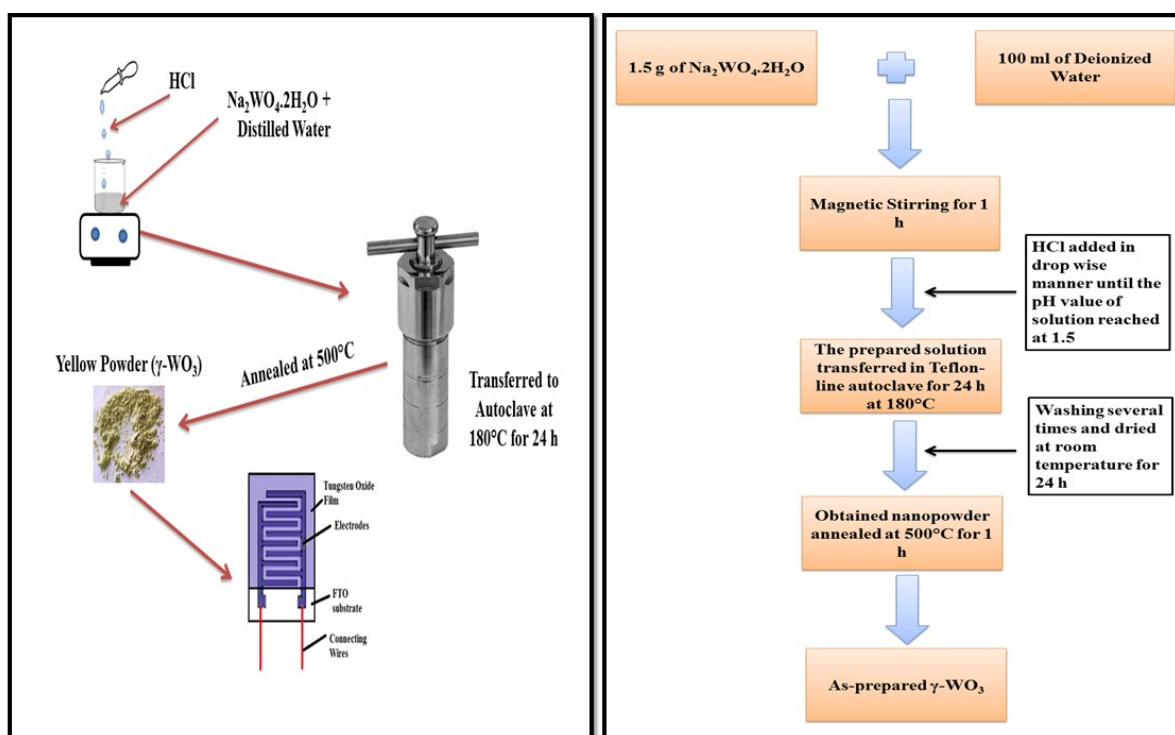 HCl
Na₂WO₄.2H₂O +
Distilled Water
Transferred to
Autoclave at
180°C for 24 h
Annealed at 500°C
Yellow Powder (γ-WO₃)
Tungsten Oxide
Film
Electrodes
FTO
substrate
Connecting
Wires
1.5 g of Na₂WO₄.2H₂O
100 ml of Deionized
Water
Magnetic Stirring for 1
h
HCl added in
drop wise
manner until the
pH value of
solution reached
at 1.5
The prepared solution
transferred in Teflon-
line autoclave for 24 h
at 180°C
Washing several
times and dried
at room
temperature for
24 h
Obtained nanopowder
annealed at 500°C for 1
h
As-prepared γ-WO₃